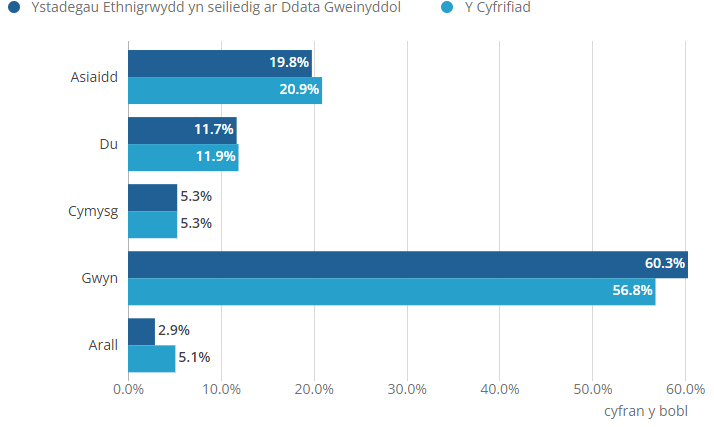 Ystadegau Ethnigrwydd yn seiliedig ar Ddata Gweinyddol Y Cyfrifiad
Asiaidd
19.8%
20.9%
Du
11.7%
11.9%
Cymysg
5.3%
5.3%
Gwyn
60.3%
56.8%
Arall
2.9%
5.1%
0.0% 10.0% 20.0% 30.0% 40.0% 50.0% 60.0%
cyfran y bobl